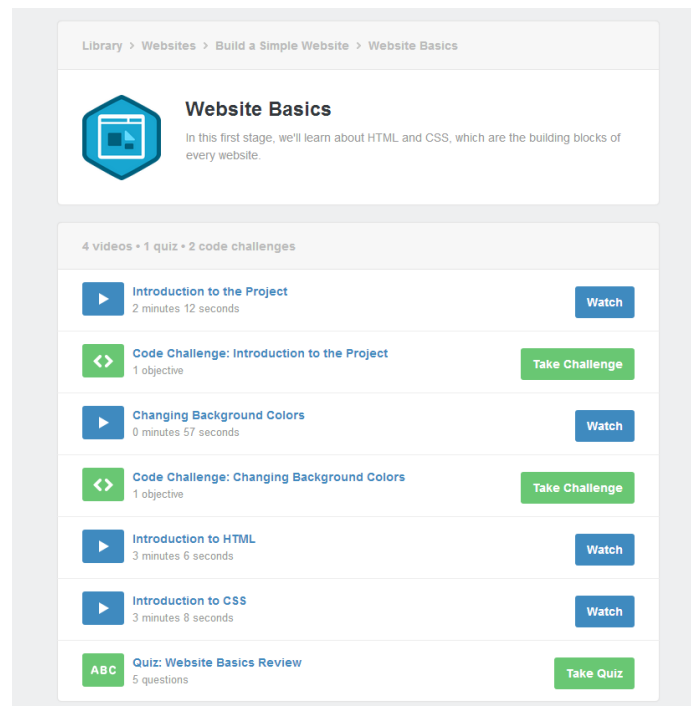 Library > Websites > Build a Simple Website > Website Basics
Website Basics
In this first stage, we'll learn about HTML and CSS, which are the building blocks of
every website.
4 videos • 1 quiz • 2 code challenges
Introduction to the Project
2 minutes 12 seconds
Watch
Code Challenge: Introduction to the Project
1 objective
Take Challenge
Changing Background Colors
0 minutes 57 seconds
Watch
Code Challenge: Changing Background Colors
1 objective
Take Challenge
Introduction to HTML
3 minutes 6 seconds
Watch
Introduction to CSS
3 minutes 8 seconds
Watch
ABC
Quiz: Website Basics Review
5 questions
Take Quiz